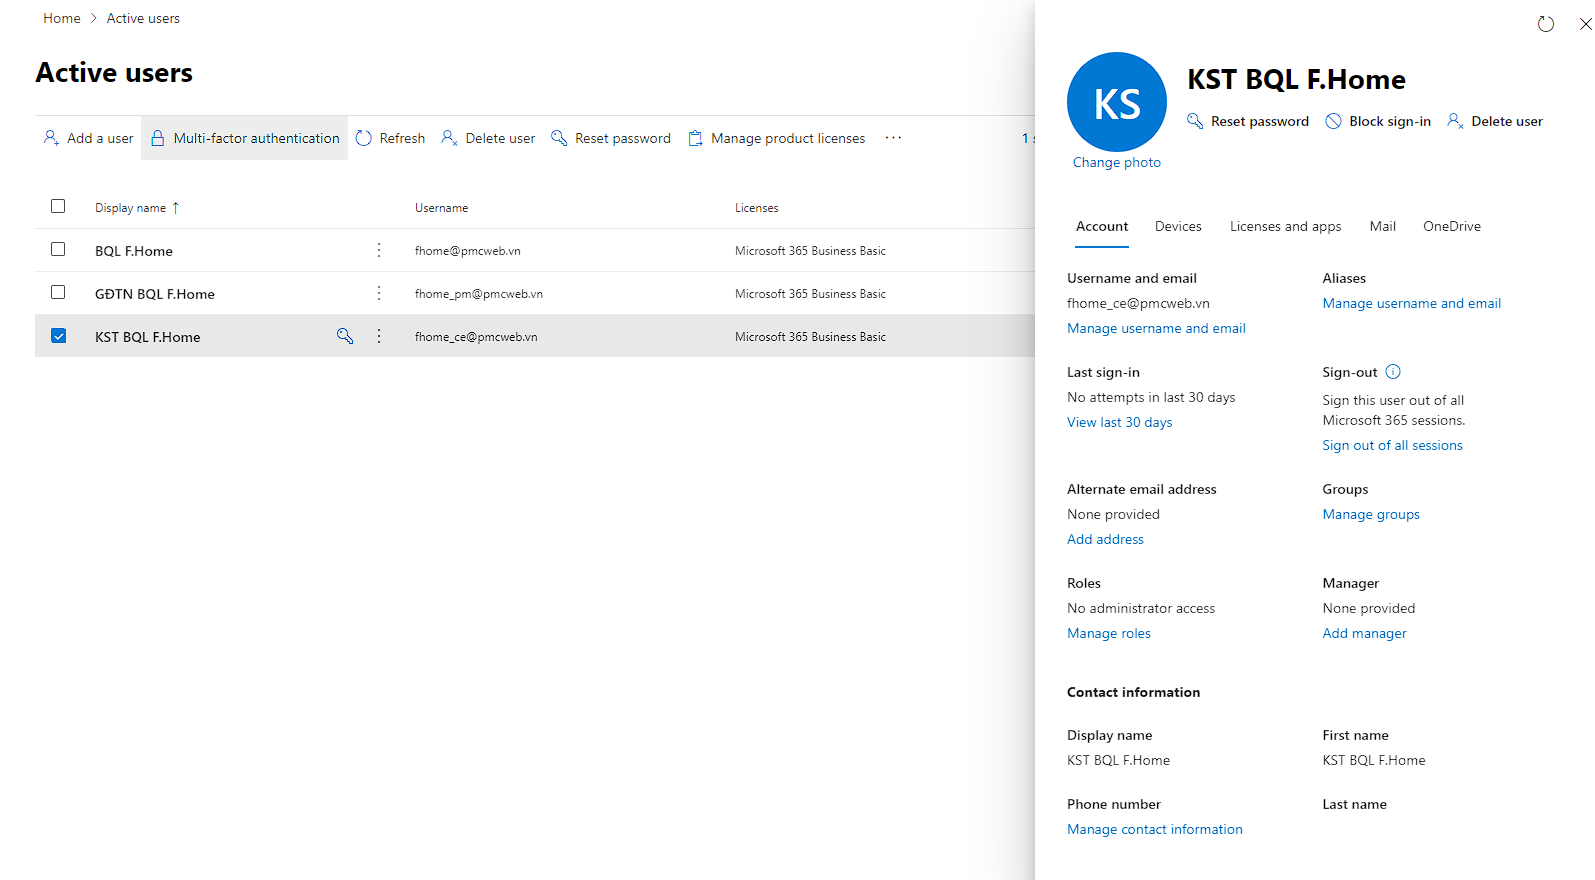 Home > Active users
Active users
Add a user Multi-factor authentication Refresh Delete user Reset password Manage product licenses ··· 1
Display name ↑ Username Licenses
BQL F.Home fhome@pmcweb.vn Microsoft 365 Business Basic
GĐTN BQL F.Home fhome_pm@pmcweb.vn Microsoft 365 Business Basic
KST BQL F.Home fhome_ce@pmcweb.vn Microsoft 365 Business Basic
KS
Change photo
KST BQL F.Home
Reset password Block sign-in Delete user
Account Devices Licenses and apps Mail OneDrive
Username and email
fhome_ce@pmcweb.vn
Manage username and email
Aliases
Manage username and email
Last sign-in
No attempts in last 30 days
View last 30 days
Sign-out
Sign this user out of all
Microsoft 365 sessions.
Sign out of all sessions
Alternate email address
None provided
Add address
Groups
Manage groups
Roles
No administrator access
Manage roles
Manager
None provided
Add manager
Contact information
Display name
KST BQL F.Home
First name
KST BQL F.Home
Phone number
Manage contact information
Last name